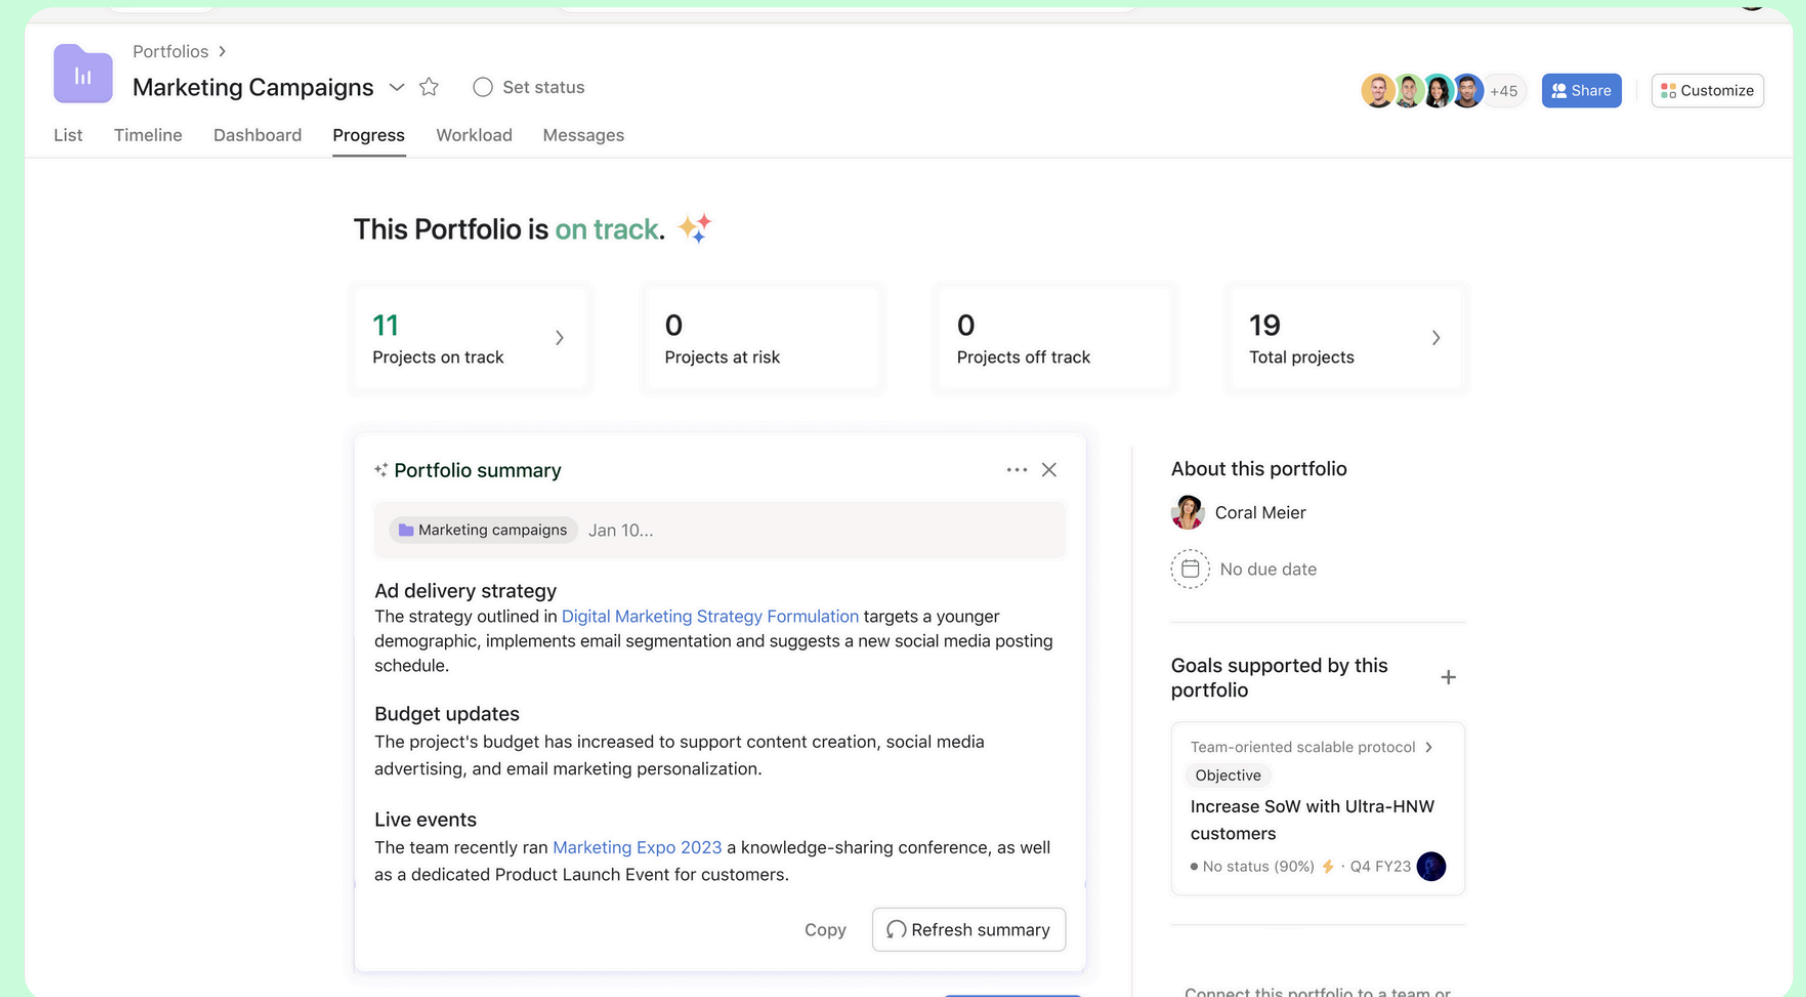 Portfolios
Marketing Campaigns
Set status
+45
Share
Customize
List
Timeline
Dashboard
Progress
Workload
Messages
This Portfolio is on track.
11
Projects on track
0
Projects at risk
0
Projects off track
19
Total projects
Portfolio summary
Marketing campaigns
Jan 10...
Ad delivery strategy
The strategy outlined in Digital Marketing Strategy Formulation targets a younger
demographic, implements email segmentation and suggests a new social media posting
schedule.
Budget updates
The project's budget has increased to support content creation, social media
advertising, and email marketing personalization.
Live events
The team recently ran Marketing Expo 2023 a knowledge-sharing conference, as well
as a dedicated Product Launch Event for customers.
Copy
Refresh summary
About this portfolio
Coral Meier
No due date
Goals supported by this
portfolio
Team-oriented scalable protocol
Objective
Increase SoW with Ultra-HNW
customers
No status (90%) · Q4 FY23
Connect this portfolio to a team or